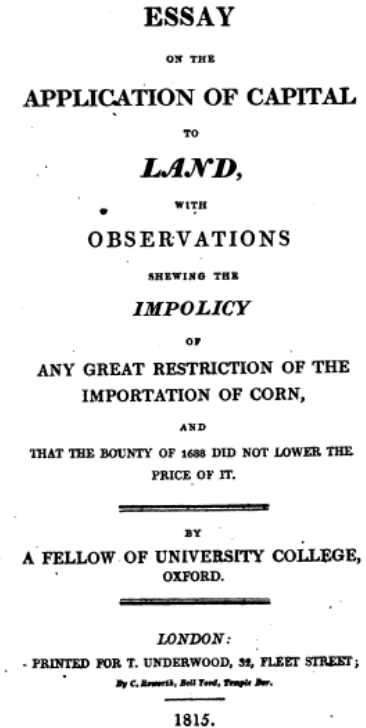 ESSAY
ON THE
APPLICATION OF CAPITAL
TO
LAND,
WITH
OBSERVATIONS
SHEWING THE
IMPOLICY
OF
ANY GREAT RESTRICTION OF THE
IMPORTATION OF CORN,
AND
THAT THE BOUNTY OF 1688 DID NOT LOWER THE
PRICE OF IT.
BY
A FELLOW OF UNIVERSITY COLLEGE,
OXFORD.
LONDON:
PRINTED FOR T. UNDERWOOD, 32, FLEET STREET;
By C. Roworth, Bell Yard, Temple Bar.
1815.